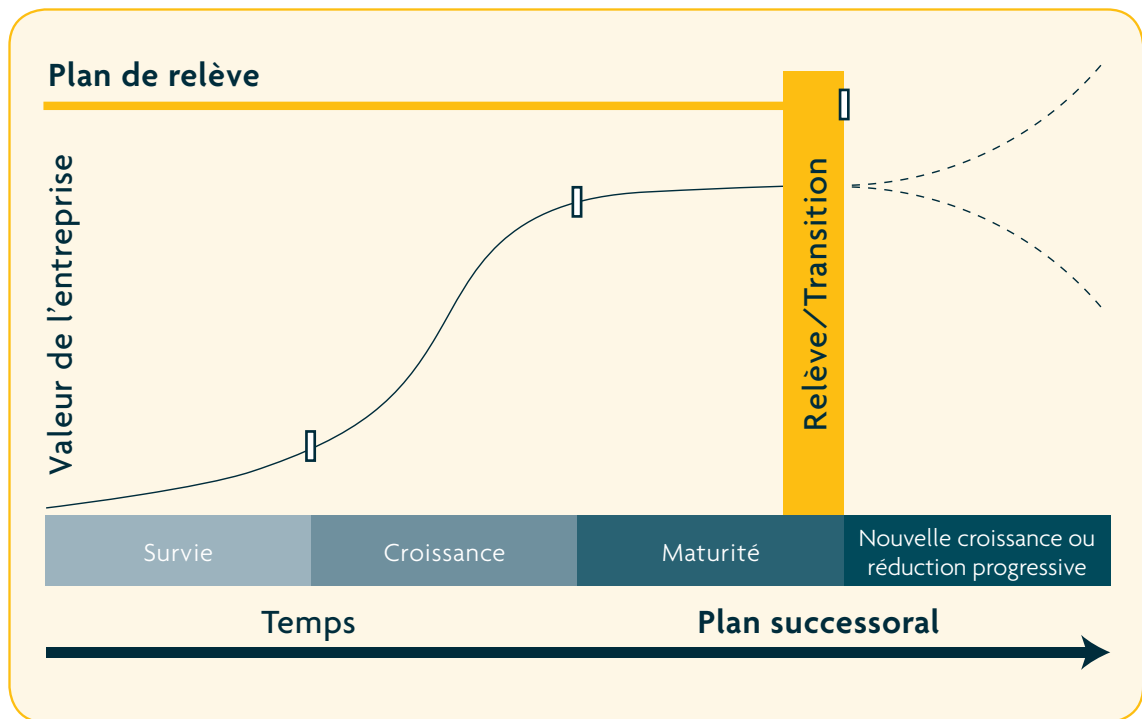 Plan de relève
Valeur de l'entreprise
Relève/Transition
Survie
Croissance
Maturité
Nouvelle croissance ou
réduction progressive
Temps
Plan successoral